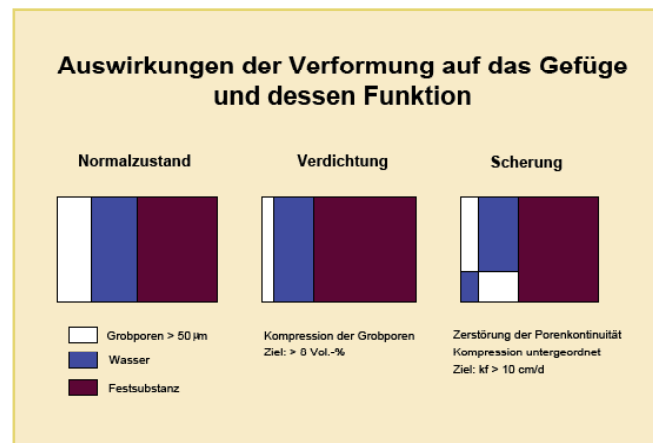 Auswirkungen der Verformung auf das Gefüge
und dessen Funktion
Normalzustand
Verdichtung
Scherung
Grobporen > 50 µm
Wasser
Festsubstanz
Kompression der Grobporen
Ziel: > 8 Vol.-%
Zerstörung der Porenkontinuität
Kompression untergeordnet
Ziel: kf > 10 cm/d